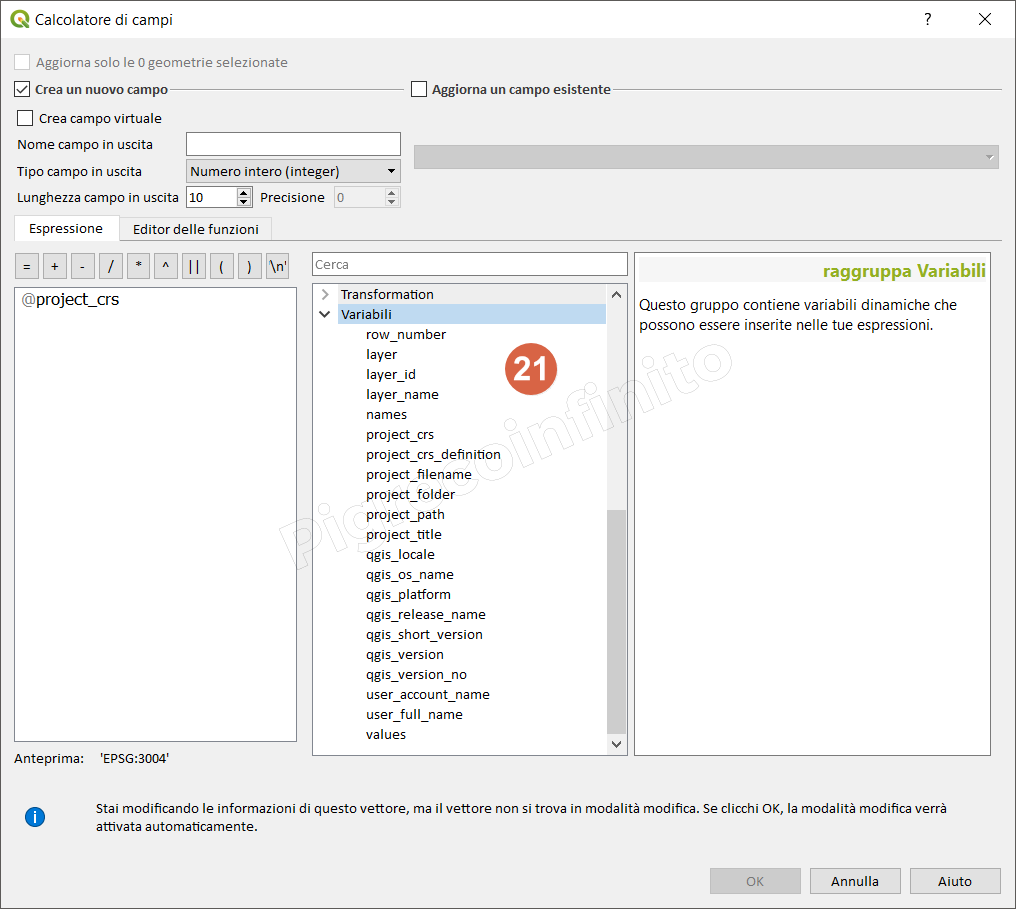 Calcolatore di campi
?
Aggiorna solo le 0 geometrie selezionate
Crea un nuovo campo
Aggiorna un campo esistente
Crea campo virtuale
Nome campo in uscita
Tipo campo in uscita Numero intero (integer)
Lunghezza campo in uscita 10 Precisione 0
Espressione Editor delle funzioni
= + - / * ^ || ( ) \n'
@project_crs
Anteprima: 'EPSG:3004'
Cerca
Transformation
Variabili
row_number
layer
layer_id
layer_name
names
project_crs
project_crs_definition
project_filename
project_folder
project_path
project_title
qgis_locale
qgis_os_name
qgis_platform
qgis_release_name
qgis_short_version
qgis_version
qgis_version_no
user_account_name
user_full_name
values
21
Pigrecoinfinito
raggruppa Variabili
Questo gruppo contiene variabili dinamiche che
possono essere inserite nelle tue espressioni.
Stai modificando le informazioni di questo vettore, ma il vettore non si trova in modalità modifica. Se clicchi OK, la modalità modifica verrà
attivata automaticamente.
OK Annulla Aiuto